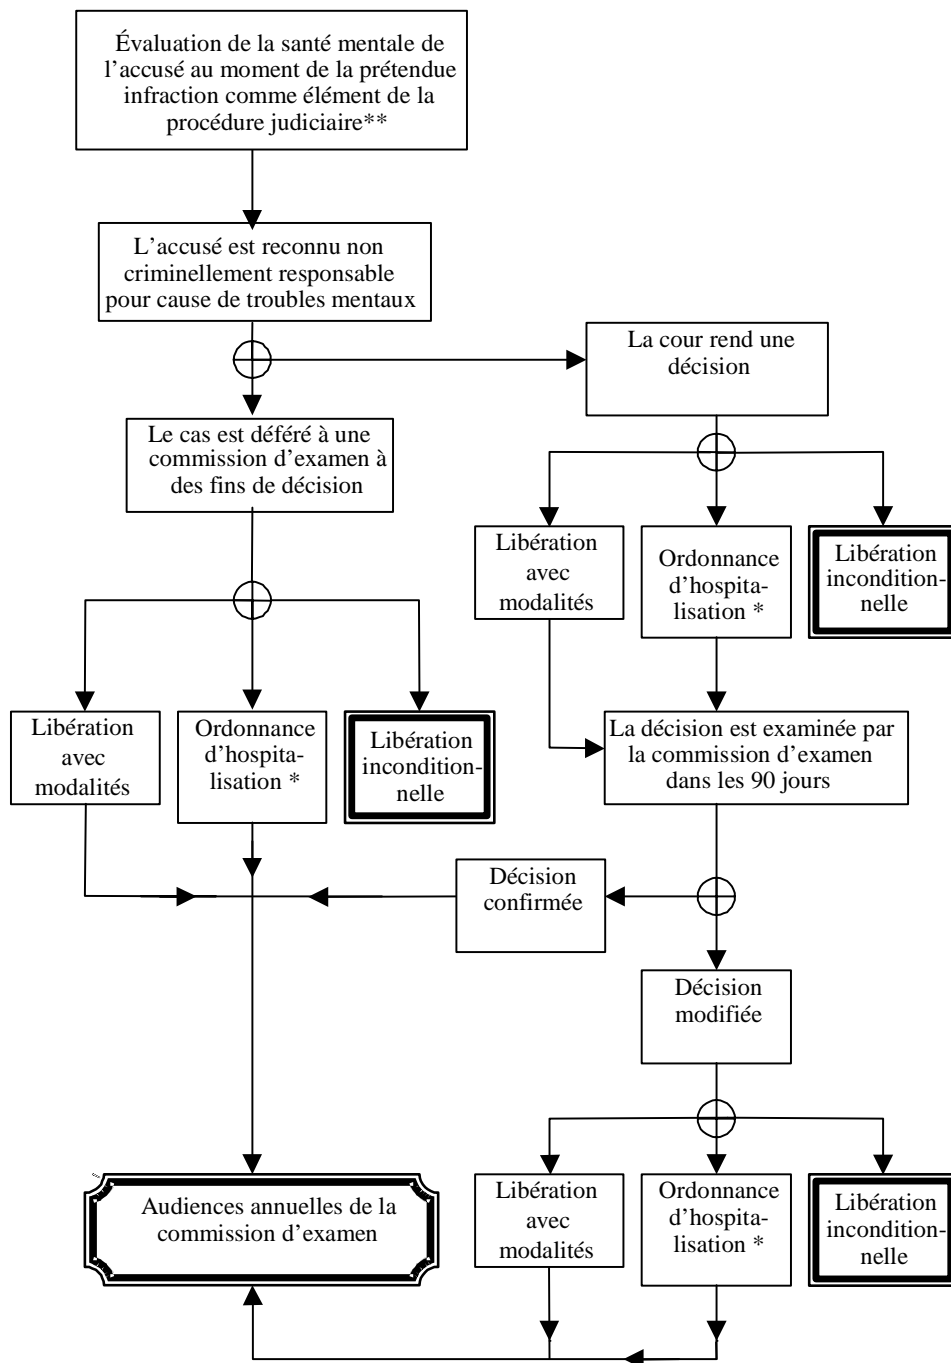 Évaluation de la santé mentale de
l’accusé au moment de la prétendue
infraction comme élément de la
procédure judiciaire**
L’accusé est reconnu non
criminellement responsable
pour cause de troubles mentaux
La cour rend une
décision
Le cas est déféré à une
commission d’examen à
des fins de décision
Libération
avec
modalités
Ordonnance
d’hospita-
lisation *
Libération
incondition-
nelle
Libération
avec
modalités
Ordonnance
d’hospita-
lisation *
Libération
incondition-
nelle
La décision est examinée par
la commission d’examen
dans les 90 jours
Décision
confirmée
Décision
modifiée
Audiences annuelles de la
commission d’examen
Libération
avec
modalités
Ordonnance
d’hospita-
lisation *
Libération
incondition-
nelle